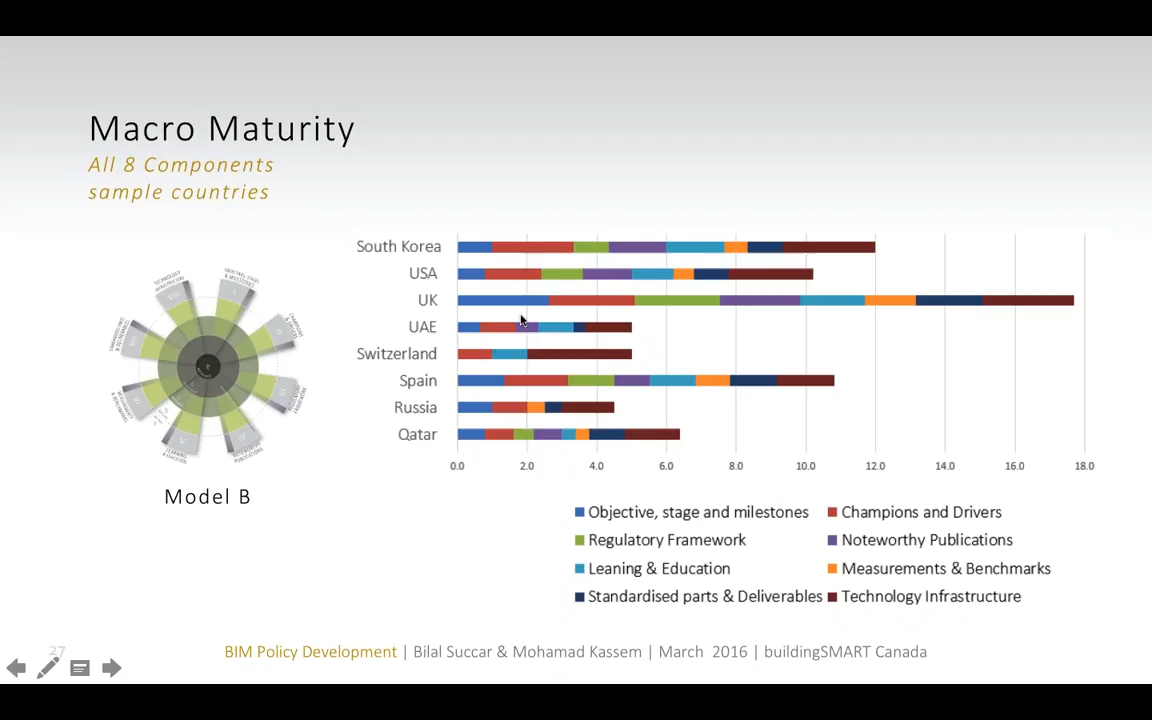 Macro Maturity
All 8 Components
sample countries
South Korea
USA
UK
UAE
Switzerland
Spain
Russia
Qatar
0.0 2.0 4.0 6.0 8.0 10.0 12.0 14.0 16.0 18.0
Model B
Objective, stage and milestones Champions and Drivers
Regulatory Framework Noteworthy Publications
Leaning & Education Measurements & Benchmarks
Standardised parts & Deliverables Technology Infrastructure
27
BIM Policy Development | Bilal Succar & Mohamad Kassem | March 2016 | buildingSMART Canada